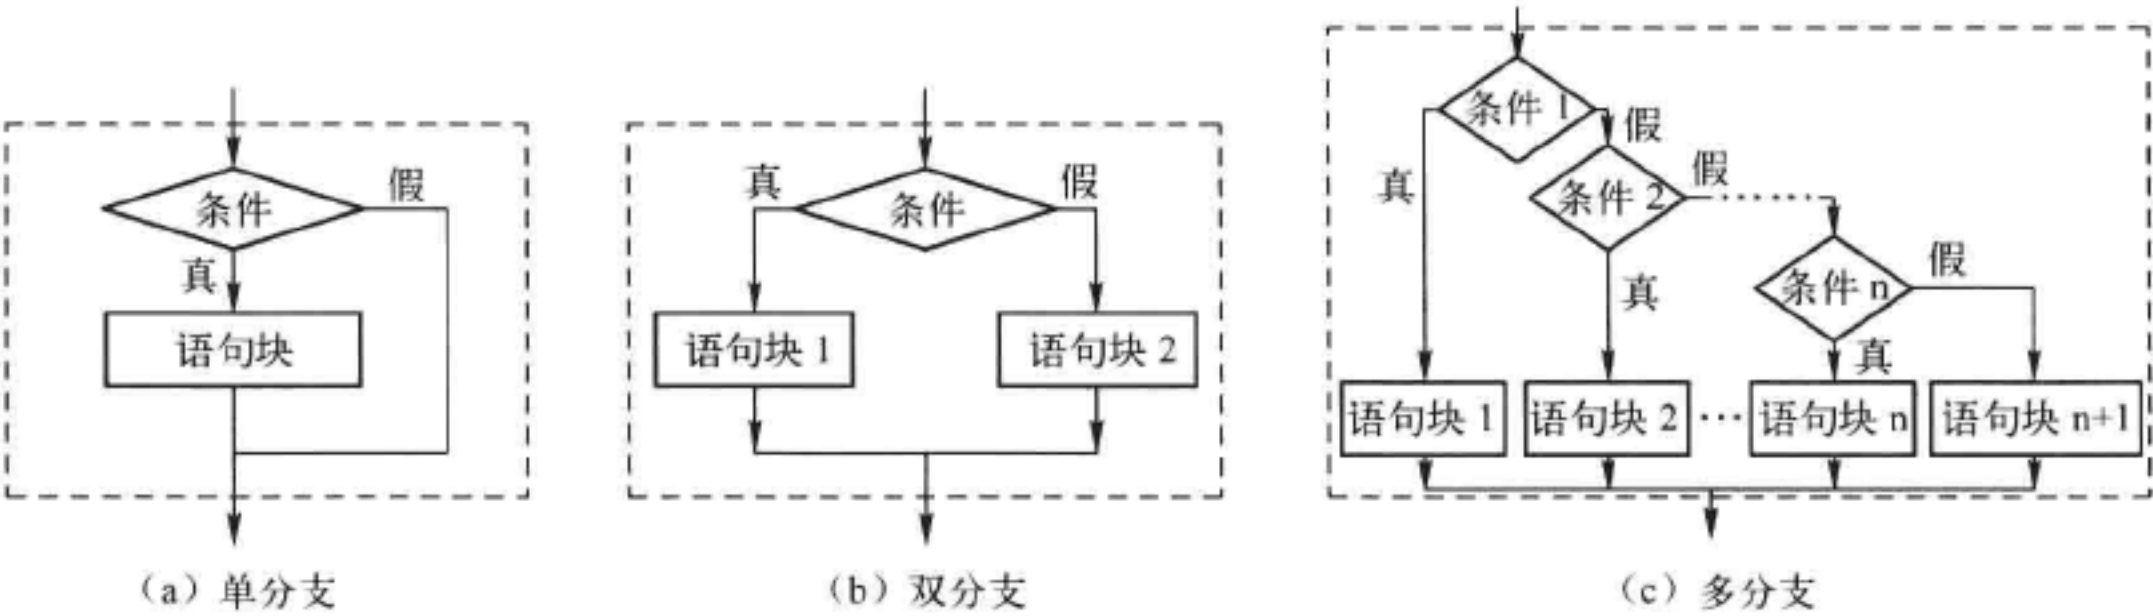 条件
假
真
语句块
(a) 单分支
真
条件
假
语句块 1
语句块 2
(b) 双分支
条件 1
假
真
条件 2
假
真
条件 n
假
真
语句块 1
语句块 2
…
语句块 n
语句块 n+1
(c) 多分支